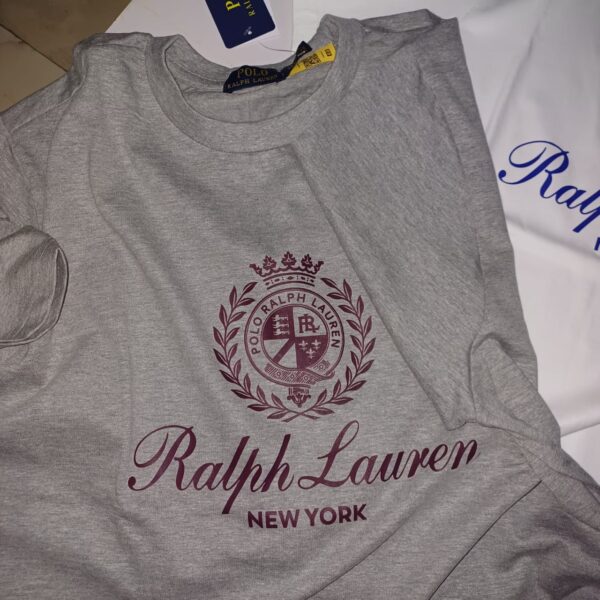 POLO
RALPH LAUREN
POLO RALPH LAUREN
RL
Ralph Lauren
NEW YORK
Ral